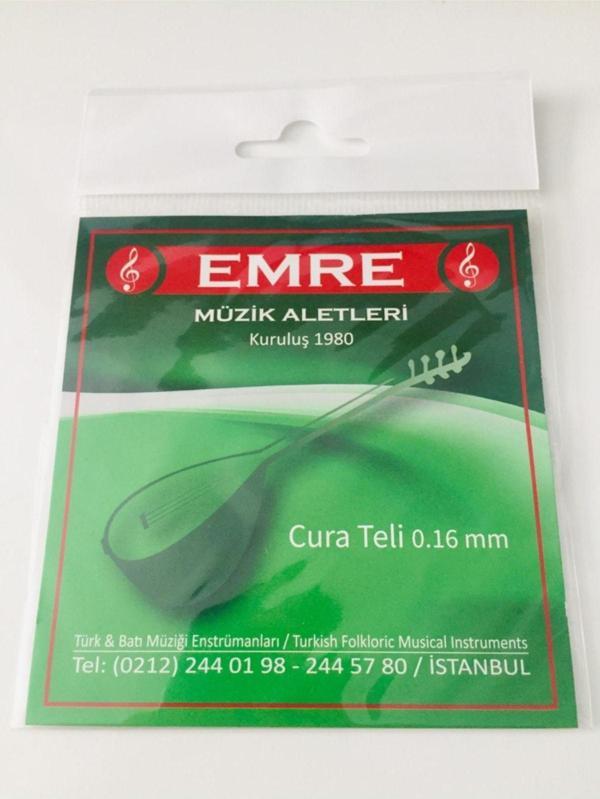 EMRE
MÜZİK ALETLERİ
Kuruluş 1980
Cura Teli 0.16 mm
Türk & Batı Müziği Enstrümanları / Turkish Folkloric Musical Instruments
Tel: (0212) 244 01 98 - 244 57 80 / İSTANBUL